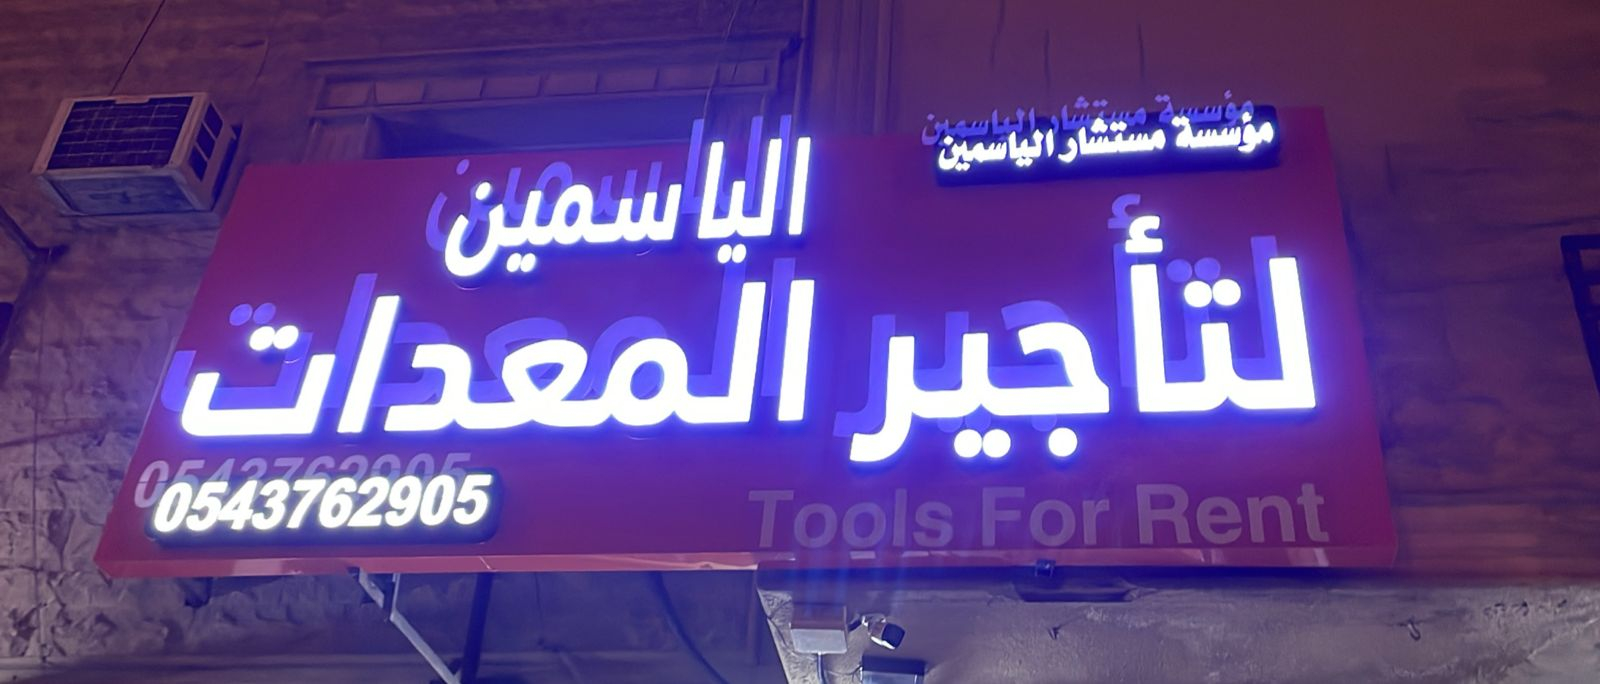 مؤسسة مستشار الياسمين
الياسمين
لتأجير المعدات
0543762905
Tools For Rent